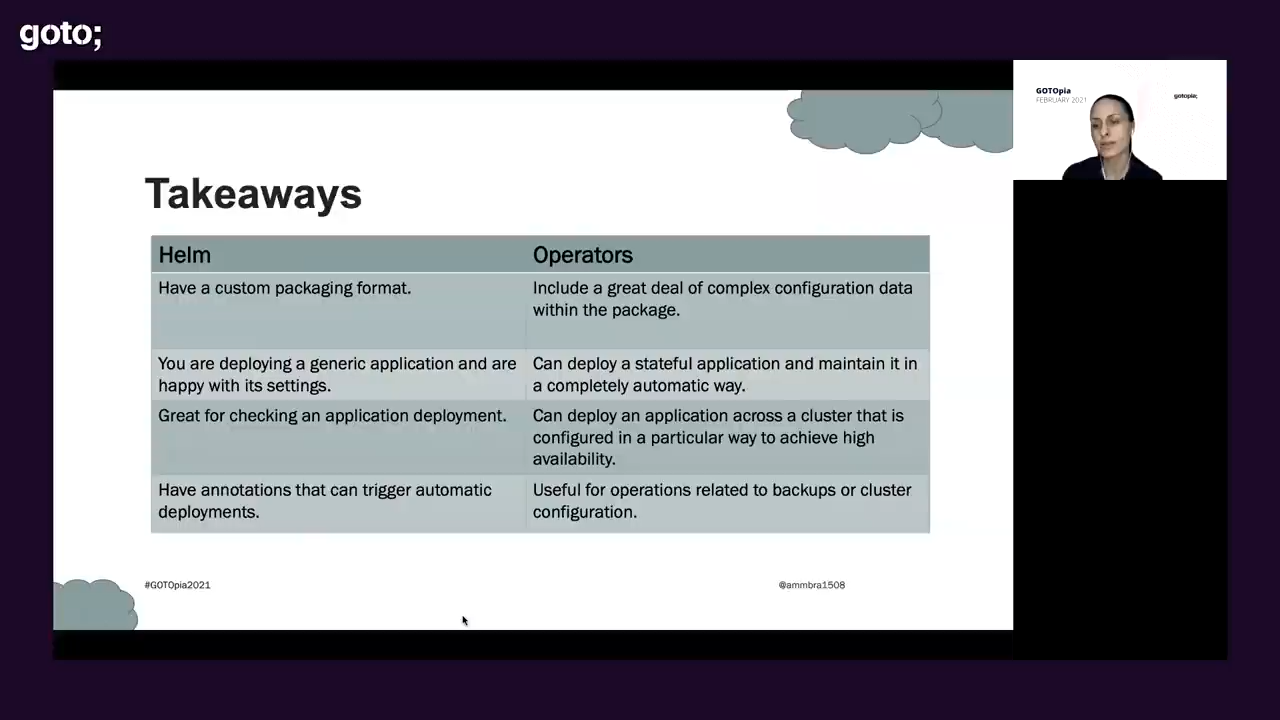 goto;
GOTOpia
FEBRUARY 2021
gotopia;
Takeaways
Helm
Operators
Have a custom packaging format.
Include a great deal of complex configuration data
within the package.
You are deploying a generic application and are
happy with its settings.
Can deploy a stateful application and maintain it in
a completely automatic way.
Great for checking an application deployment.
Can deploy an application across a cluster that is
configured in a particular way to achieve high
availability.
Have annotations that can trigger automatic
deployments.
Useful for operations related to backups or cluster
configuration.
#GOTOpia2021
@ammbra1508